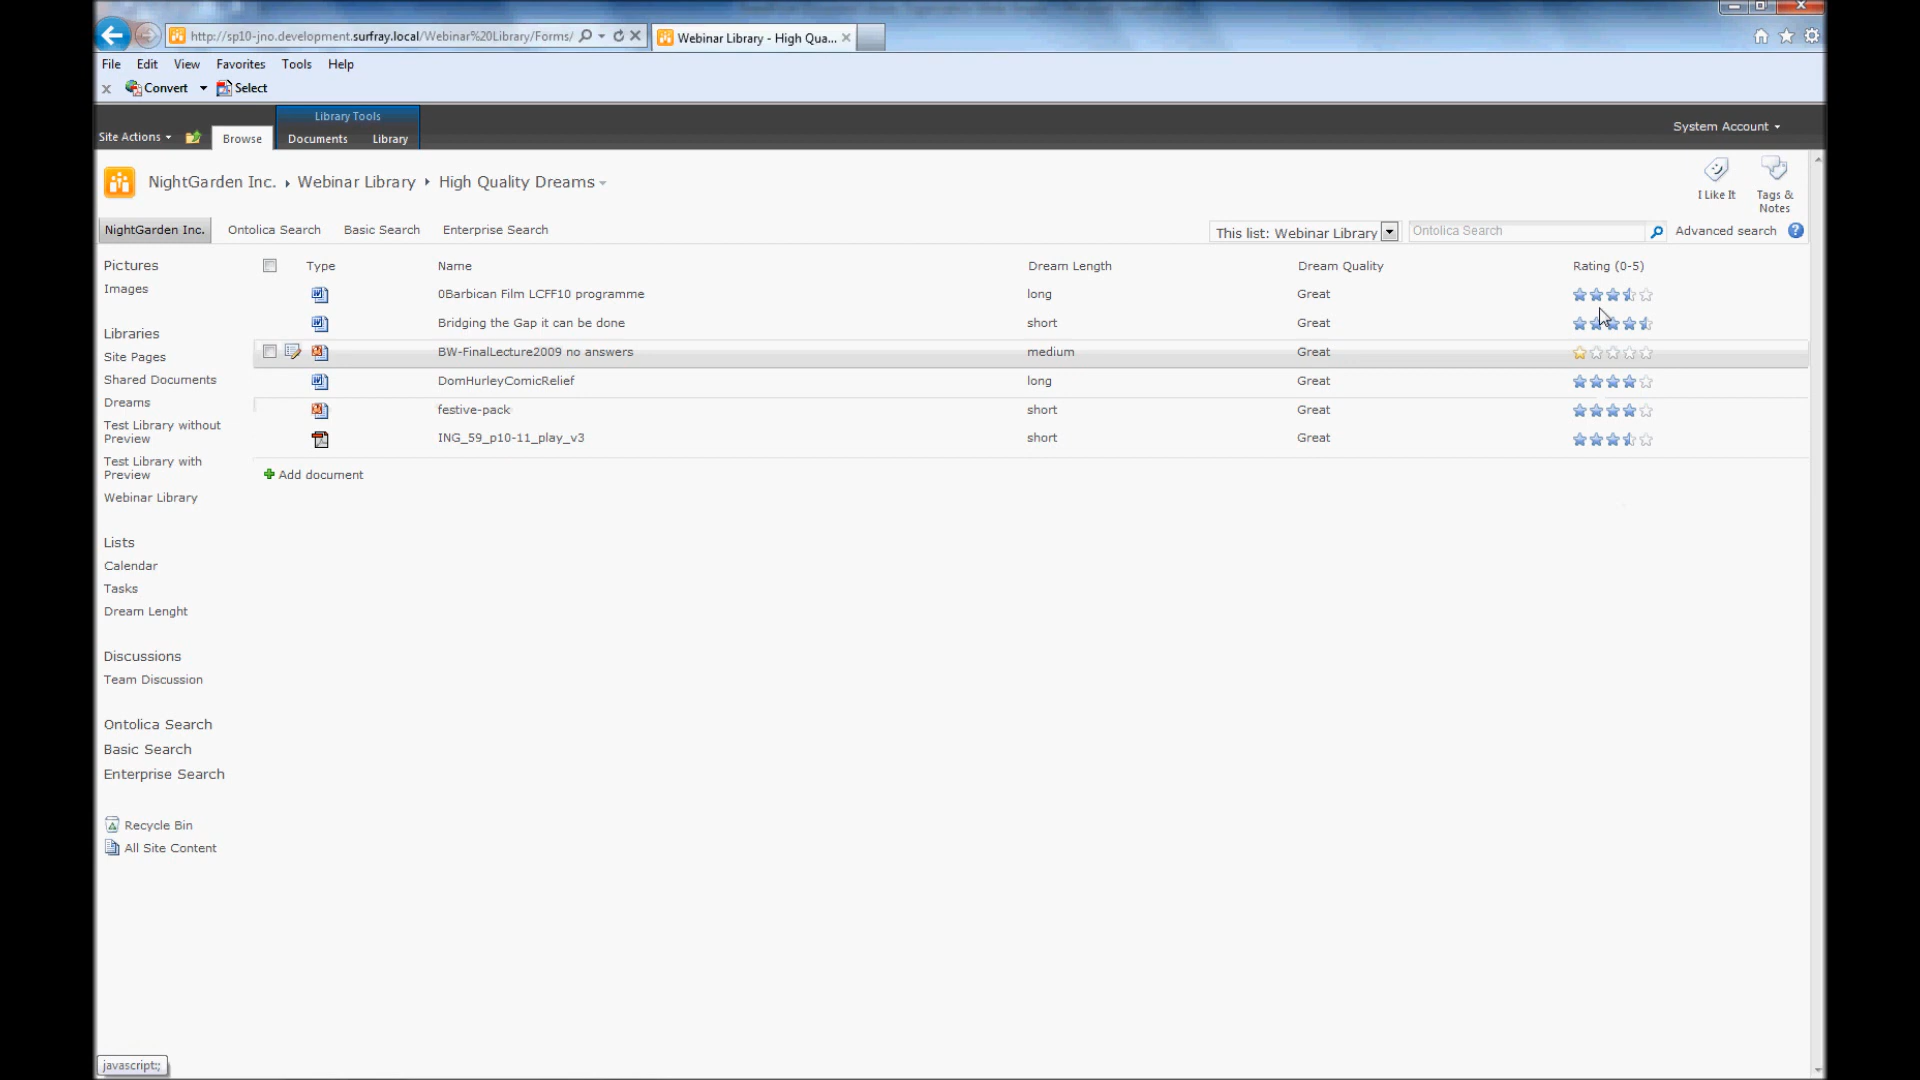 http://sp10-jno.development.surfray.local/Webinar%20Library/Forms/
Webinar Library - High Qua...
File Edit View Favorites Tools Help
x Convert Select
Library Tools
Site Actions Browse Documents Library
System Account
NightGarden Inc. Webinar Library High Quality Dreams
I Like It
Tags &
Notes
NightGarden Inc. Ontolica Search Basic Search Enterprise Search
This list: Webinar Library Ontolica Search Advanced search
Pictures
Images
Libraries
Site Pages
Shared Documents
Dreams
Test Library without
Preview
Test Library with
Preview
Webinar Library
Lists
Calendar
Tasks
Dream Lenght
Discussions
Team Discussion
Ontolica Search
Basic Search
Enterprise Search
Recycle Bin
All Site Content
Type Name Dream Length Dream Quality Rating (0-5)
0Barbican Film LCFF10 programme long Great
Bridging the Gap it can be done short Great
BW-FinalLecture2009 no answers medium Great
DomHurleyComicRelief long Great
festive-pack short Great
ING_59_p10-11_play_v3 short Great
Add document
javascript:;